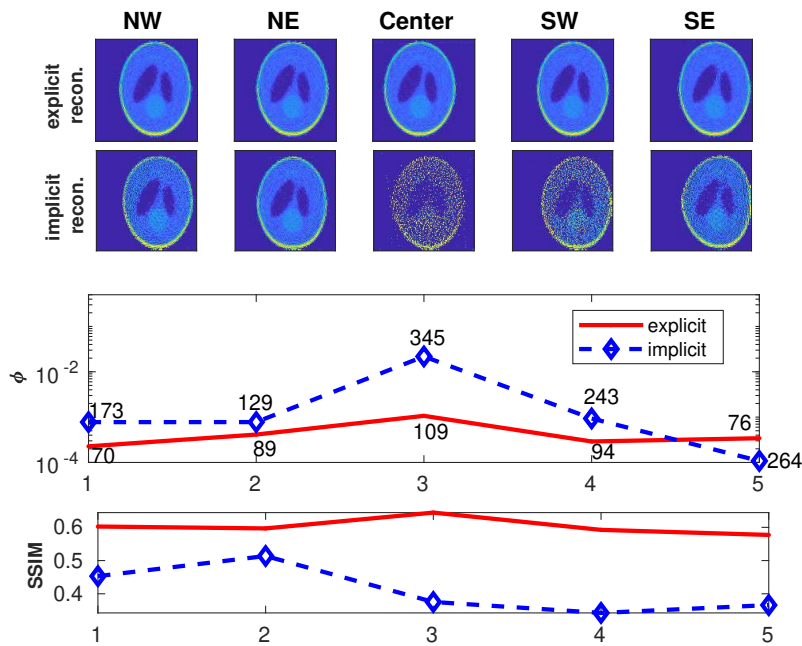 NW NE Center SW SE
explicit recon.
implicit recon.
ϕ
10^-2
10^-4
173
129
345
243
76
70
89
109
94
264
explicit
implicit
1 2 3 4 5
SSIM
0.6
0.5
0.4
1 2 3 4 5